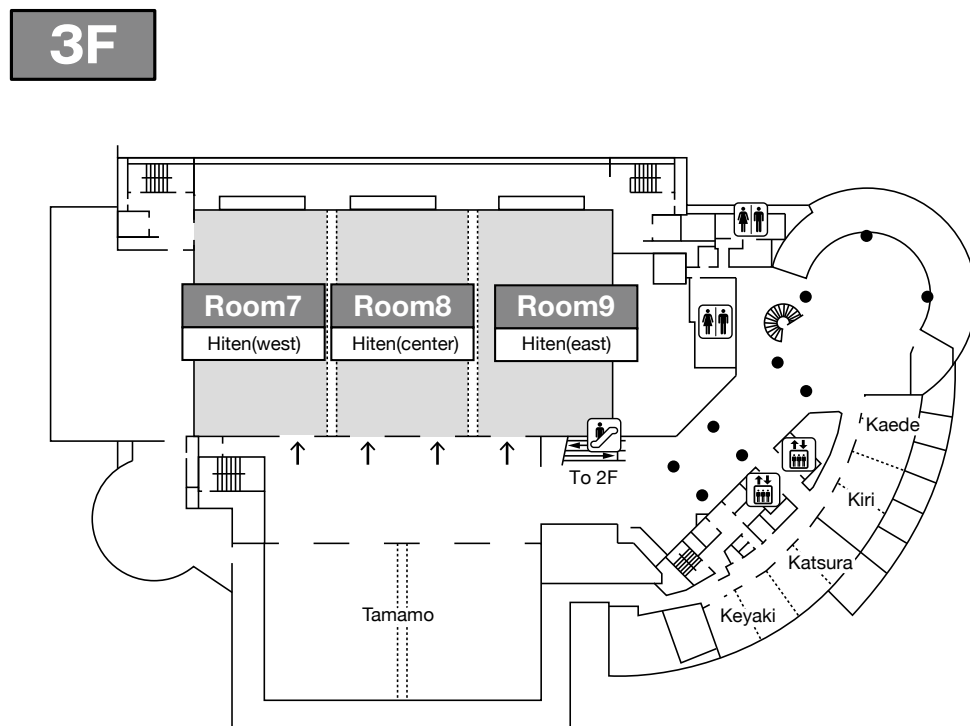 3F
Room7
Hiten(west)
Room8
Hiten(center)
Room9
Hiten(east)
To 2F
Kaede
Kiri
Katsura
Keyaki
Tamamo